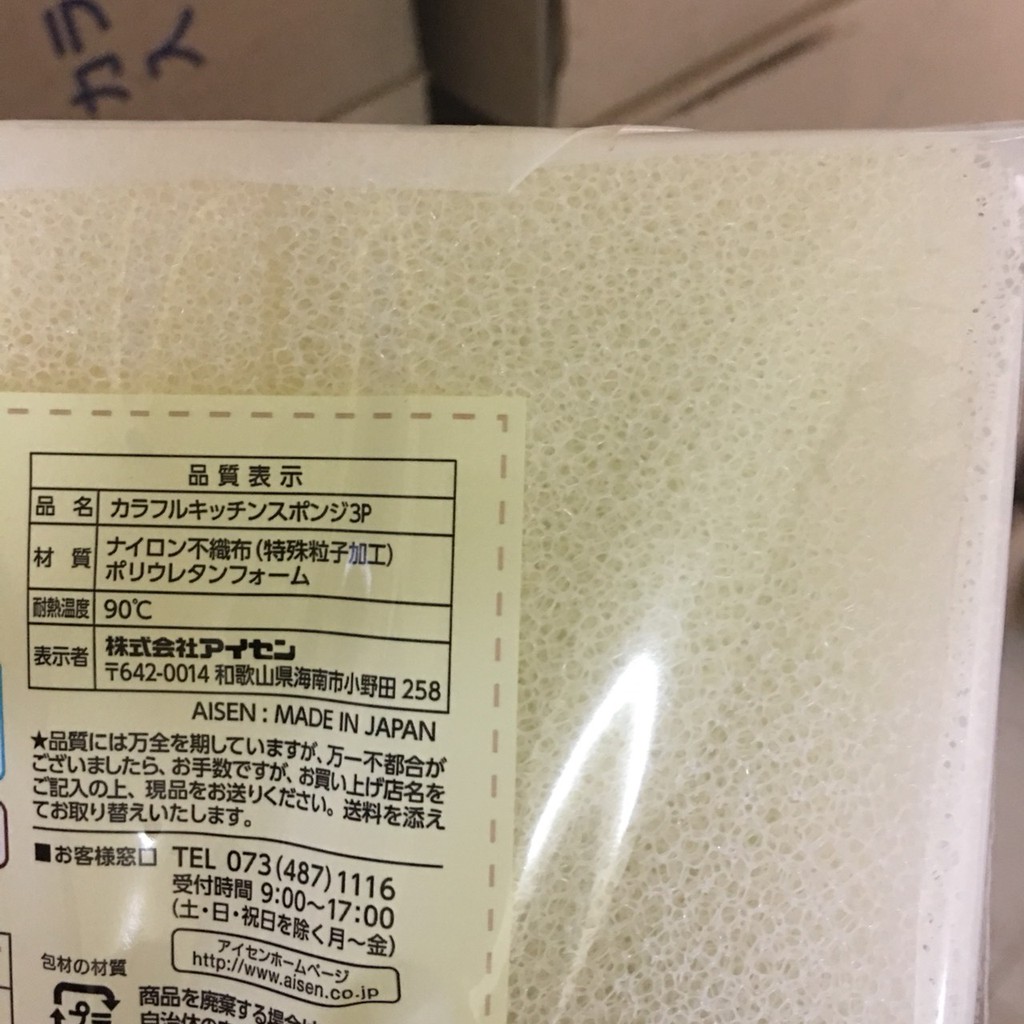 カラ
ス
品質表示
品名 カラフルキッチンスポンジ3P
材質 ナイロン不織布(特殊粒子加工)
ポリウレタンフォーム
耐熱温度 90℃
表示者 株式会社アイセン
〒642-0014 和歌山県海南市小野田 258
AISEN : MADE IN JAPAN
★品質には万全を期していますが、万一不都合が
ございましたら、お手数ですが、お買い上げ店名を
ご記入の上、現品をお送りください。送料を添え
てお取り替えいたします。
■お客様窓口 TEL 073(487)1116
受付時間 9:00〜17:00
(土・日・祝日を除く月〜金)
アイセンホームページ
http://www.aisen.co.jp
包材の材質
プラ
商品を廃棄する場合は
自治体の